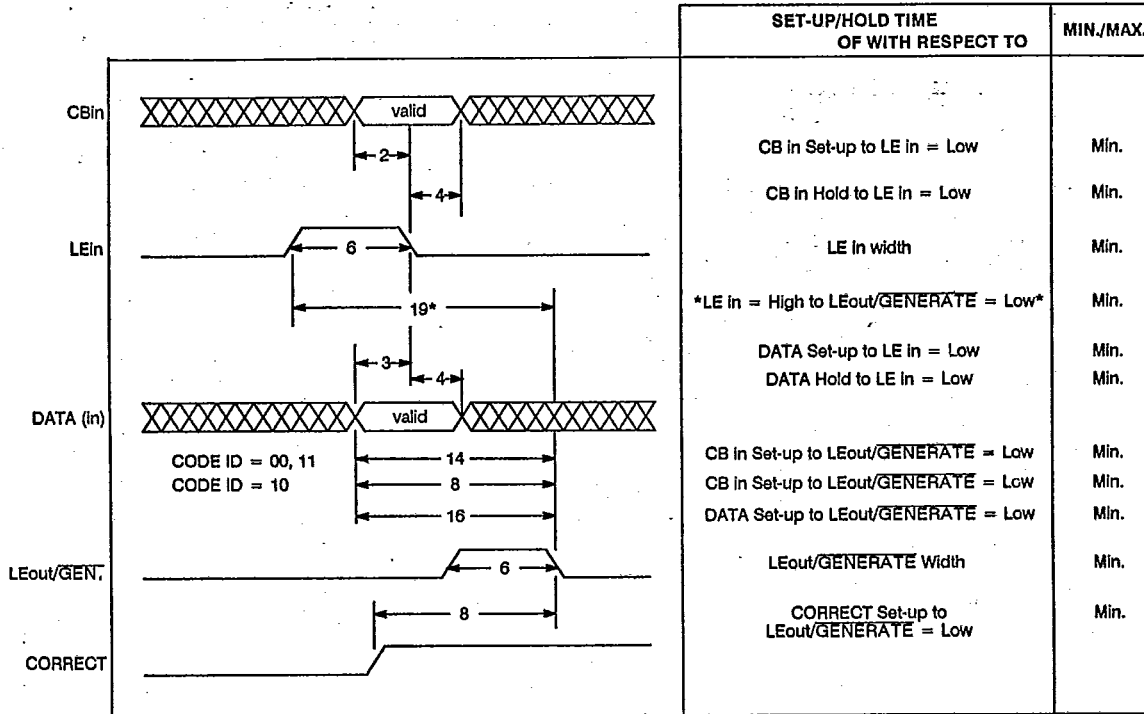 SET-UP/HOLD TIME
OF WITH RESPECT TO
MIN./MAX.
CBin
valid
2
CB in Set-up to LE in = Low
Min.
4
CB in Hold to LE in = Low
Min.
LEin
6
LE in width
Min.
19*
*LE in = High to LEout/GENERATE = Low*
Min.
3
DATA Set-up to LE in = Low
Min.
4
DATA Hold to LE in = Low
Min.
DATA (in)
valid
CODE ID = 00, 11
14
CB in Set-up to LEout/GENERATE = Low
Min.
CODE ID = 10
8
CB in Set-up to LEout/GENERATE = Low
Min.
16
DATA Set-up to LEout/GENERATE = Low
Min.
LEout/GEN.
6
LEout/GENERATE Width
Min.
8
CORRECT Set-up to
LEout/GENERATE = Low
Min.
CORRECT